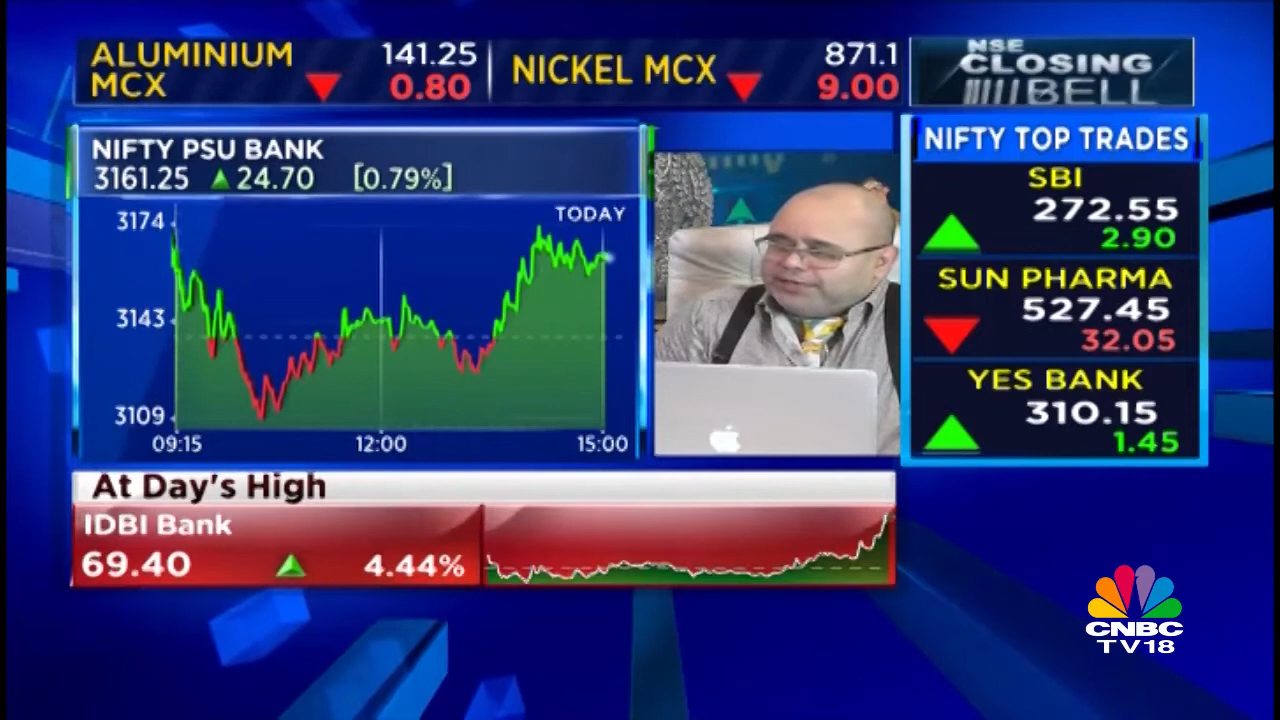 ALUMINIUM
MCX
141.25
0.80
NICKEL MCX
871.1
9.00
NSE
CLOSING
BELL
NIFTY PSU BANK
3161.25 24.70 [0.79%]
TODAY
3174
3143
3109
09:15 12:00 15:00
NIFTY TOP TRADES
SBI
272.55
2.90
SUN PHARMA
527.45
32.05
YES BANK
310.15
1.45
At Day's High
IDBI Bank
69.40 4.44%
CNBC
TV18